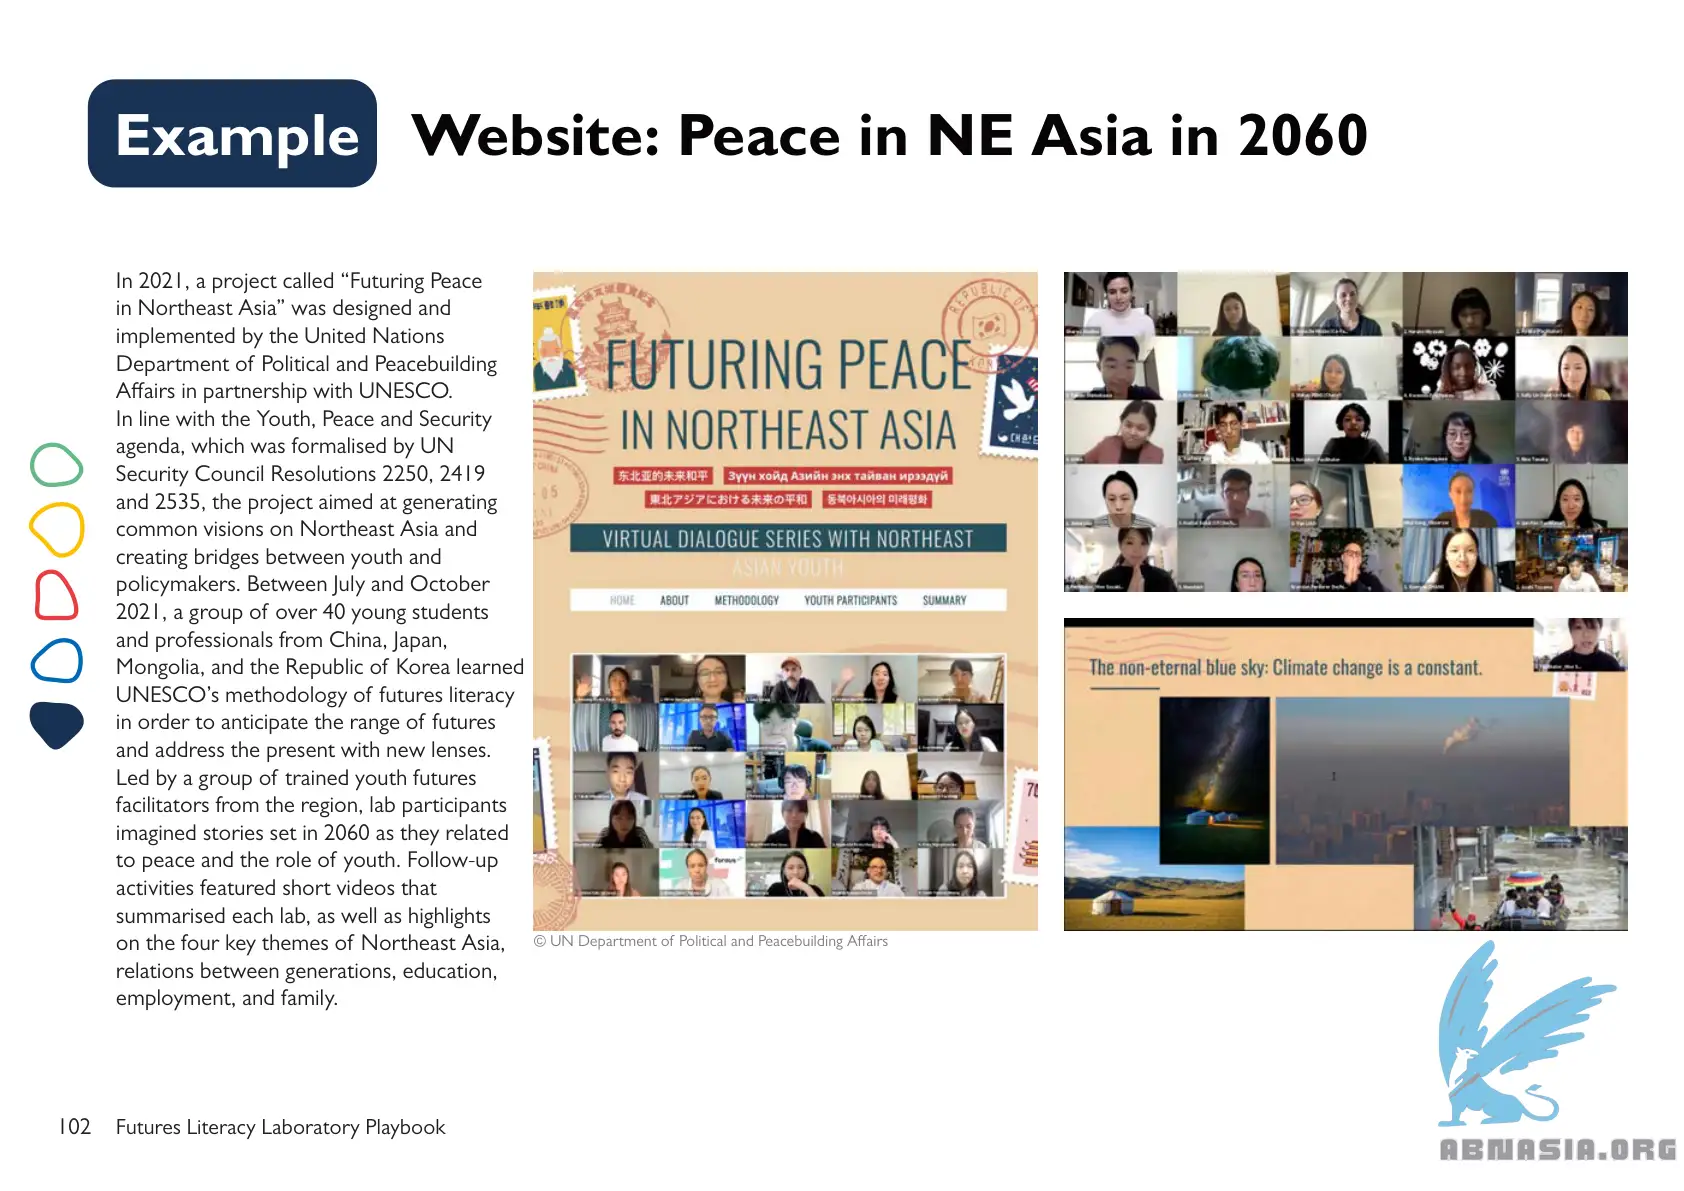 Example
Website: Peace in NE Asia in 2060
In 2021, a project called “Futuring Peace
in Northeast Asia” was designed and
implemented by the United Nations
Department of Political and Peacebuilding
Affairs in partnership with UNESCO.
In line with the Youth, Peace and Security
agenda, which was formalised by UN
Security Council Resolutions 2250, 2419
and 2535, the project aimed at generating
common visions on Northeast Asia and
creating bridges between youth and
policymakers. Between July and October
2021, a group of over 40 young students
and professionals from China, Japan,
Mongolia, and the Republic of Korea learned
UNESCO’s methodology of futures literacy
in order to anticipate the range of futures
and address the present with new lenses.
Led by a group of trained youth futures
facilitators from the region, lab participants
imagined stories set in 2060 as they related
to peace and the role of youth. Follow-up
activities featured short videos that
summarised each lab, as well as highlights
on the four key themes of Northeast Asia,
relations between generations, education,
employment, and family.
REPUBLIC OF
FUTURING PEACE
IN NORTHEAST ASIA
东北亚的未来和平
Зүүн хойд Азийн энх тайван ирээдүй
東北アジアにおける未来の平和
동북아시아의 미래평화
VIRTUAL DIALOGUE SERIES WITH NORTHEAST
ASIAN YOUTH
HOME ABOUT METHODOLOGY YOUTH PARTICIPANTS SUMMARY
© UN Department of Political and Peacebuilding Affairs
The non-eternal blue sky: Climate change is a constant.
102 Futures Literacy Laboratory Playbook
ABNASIA.ORG